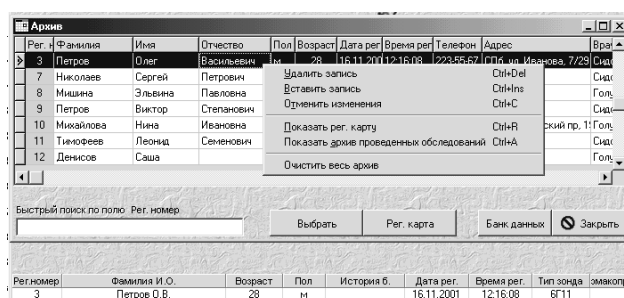 Архив
Рег. н Фамилия Имя Отчество Пол Возраст Дата рег Время рег Телефон Адрес Врач
3 Петров Олег Васильевич м 28 16.11.200 12:16:08 223-55-67 СПб, ул. Иванова, 7/29 Сидо
7 Николаев Сергей Петрович Сидо
8 Мишина Эльвина Павловна Голу
9 Петров Виктор Степанович Сидо
10 Михайлова Нина Ивановна ский пр, 15 Голу
11 Тимофеев Леонид Семенович Сидо
12 Денисов Саша Голу
Удалить запись Ctrl+Del
Вставить запись Ctrl+Ins
Отменить изменения Ctrl+C
Показать рег. карту Ctrl+R
Показать архив проведенных обследований Ctrl+A
Очистить весь архив
Быстрый поиск по полю Рег. номер
Выбрать Рег. карта Банк данных Закрыть
Рег.номер Фамилия И.О. Возраст Пол История б. Дата рег. Время рег. Тип зонда
3 Петров О.В. 28 м 16.11.2001 12:16:08 6Г11